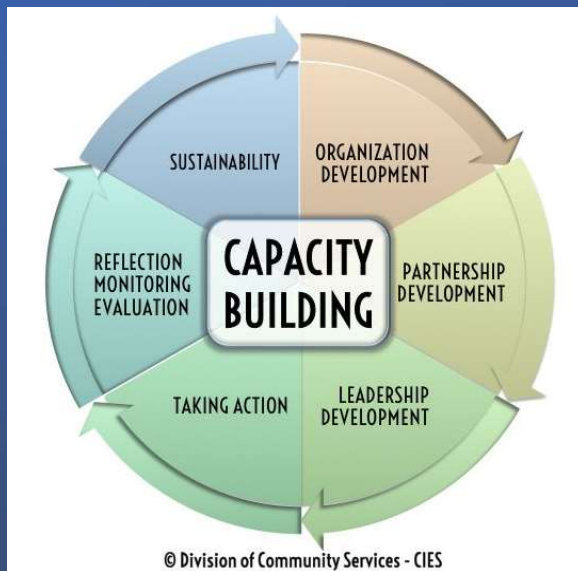 SUSTAINABILITY
ORGANIZATION
DEVELOPMENT
REFLECTION
MONITORING
EVALUATION
CAPACITY
BUILDING
PARTNERSHIP
DEVELOPMENT
TAKING ACTION
LEADERSHIP
DEVELOPMENT
© Division of Community Services - CIES